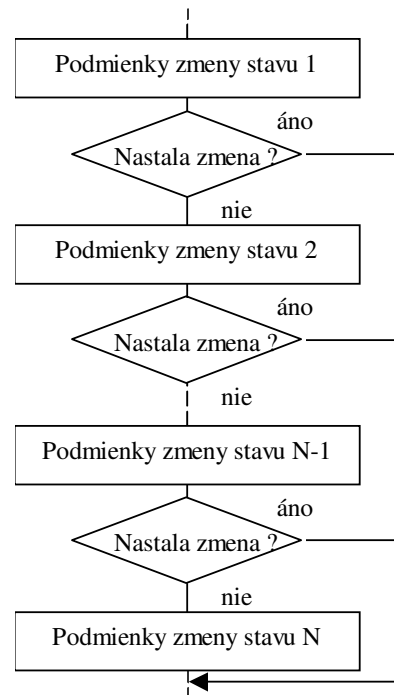 Podmienky zmeny stavu 1
áno
Nastala zmena ?
nie
Podmienky zmeny stavu 2
áno
Nastala zmena ?
nie
Podmienky zmeny stavu N-1
áno
Nastala zmena ?
nie
Podmienky zmeny stavu N